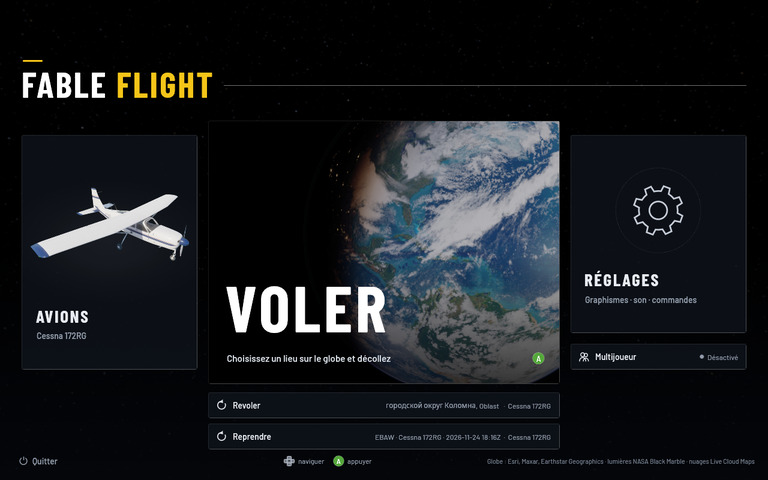 FABLE FLIGHT
AVIONS
Cessna 172RG
VOLER
Choisissez un lieu sur le globe et décollez
A
RÉGLAGES
Graphismes · son · commandes
Multijoueur
Désactivé
Revoler
городской округ Коломна, Oblast · Cessna 172RG
Reprendre
EBAW · Cessna 172RG · 2026-11-24 18:16Z · Cessna 172RG
Quitter
naviguer
A appuyer
Globe : Esri, Maxar, Earthstar Geographics · lumières NASA Black Marble · nuages Live Cloud Maps